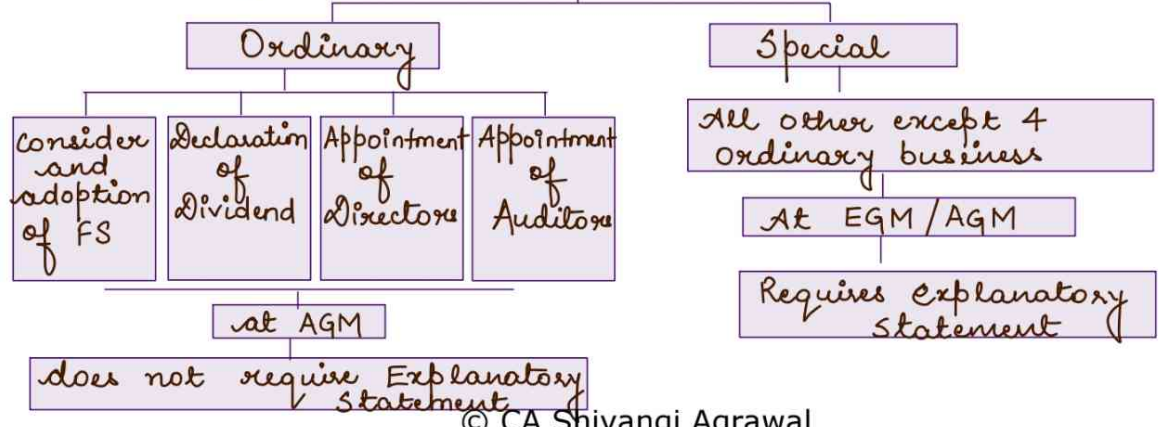 Ordinary
Special
consider
and
adoption
of FS
Declaration
of
Dividend
Appointment
of
Directors
Appointment
of
Auditors
All other except 4
ordinary business
At EGM/AGM
at AGM
Requires explanatory
statement
does not require Explanatory
Statement
© CA Shivangi Agrawal